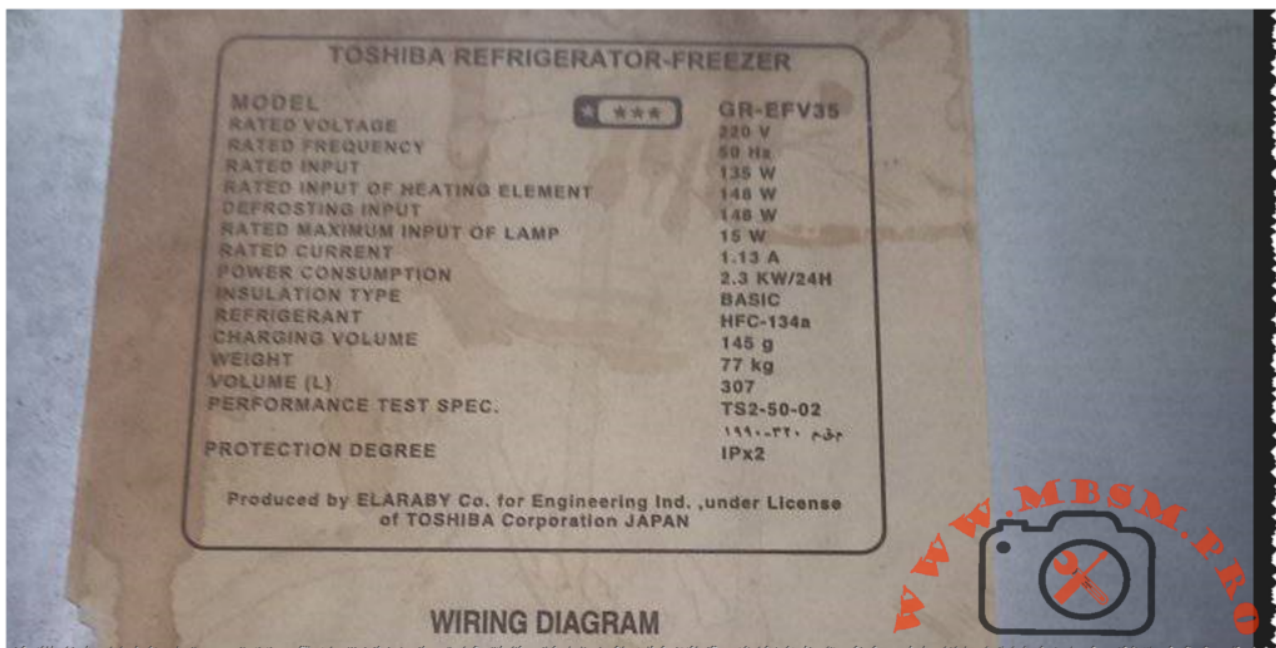 TOSHIBA REFRIGERATOR-FREEZER
MODEL GR-EFV35
RATED VOLTAGE 220 V
RATED FREQUENCY 50 Hz
RATED INPUT 135 W
RATED INPUT OF HEATING ELEMENT 146 W
DEFROSTING INPUT 146 W
RATED MAXIMUM INPUT OF LAMP 15 W
RATED CURRENT 1.13 A
POWER CONSUMPTION 2.3 KW/24H
INSULATION TYPE BASIC
REFRIGERANT HFC-134a
CHARGING VOLUME 145 g
WEIGHT 77 kg
VOLUME (L) 307
PERFORMANCE TEST SPEC. TS2-50-02
م.ق.م ٣٢٠-١٩٩٠
PROTECTION DEGREE IPx2
Produced by ELARABY Co. for Engineering Ind. ,under License
of TOSHIBA Corporation JAPAN
WIRING DIAGRAM
WWW.MBSM.PRO